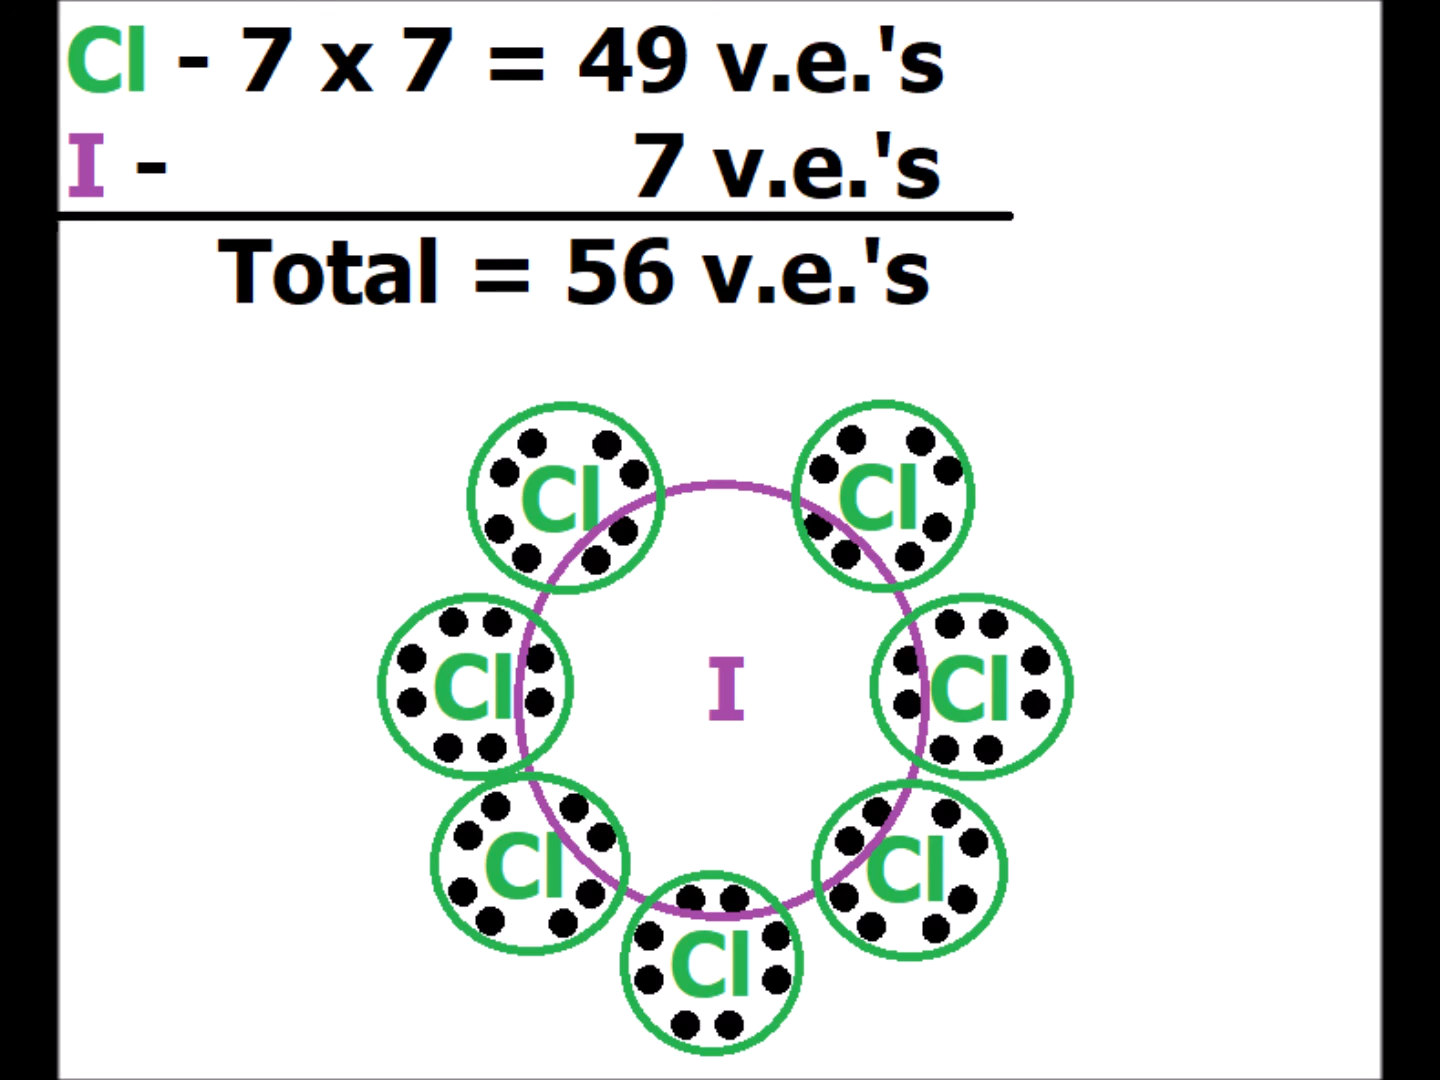 Cl - 7 x 7 = 49 v.e.'s
I - 7 v.e.'s
Total = 56 v.e.'s
Cl Cl
Cl I Cl
Cl Cl
Cl